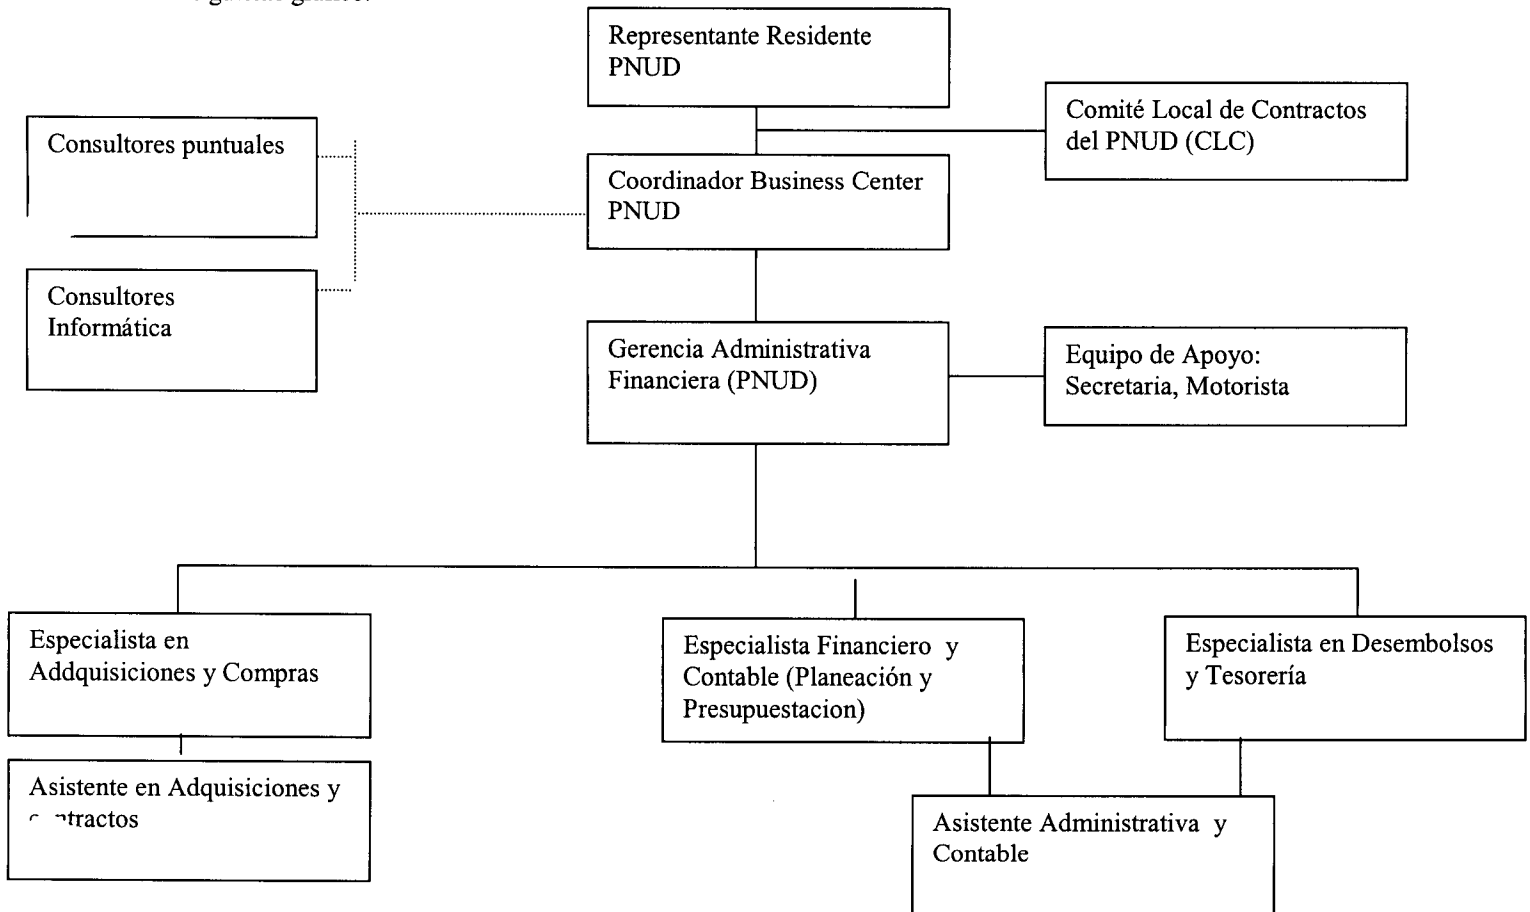 Representante Residente
PNUD
Comité Local de Contractos
del PNUD (CLC)
Consultores puntuales
Coordinador Business Center
PNUD
Consultores
Informática
Gerencia Administrativa
Financiera (PNUD)
Equipo de Apoyo:
Secretaria, Motorista
Especialista en
Addquisiciones y Compras
Especialista Financiero y
Contable (Planeación y
Presupuestacion)
Especialista en Desembolsos
y Tesorería
Asistente en Adquisiciones y
Asistente Administrativa y
Contable